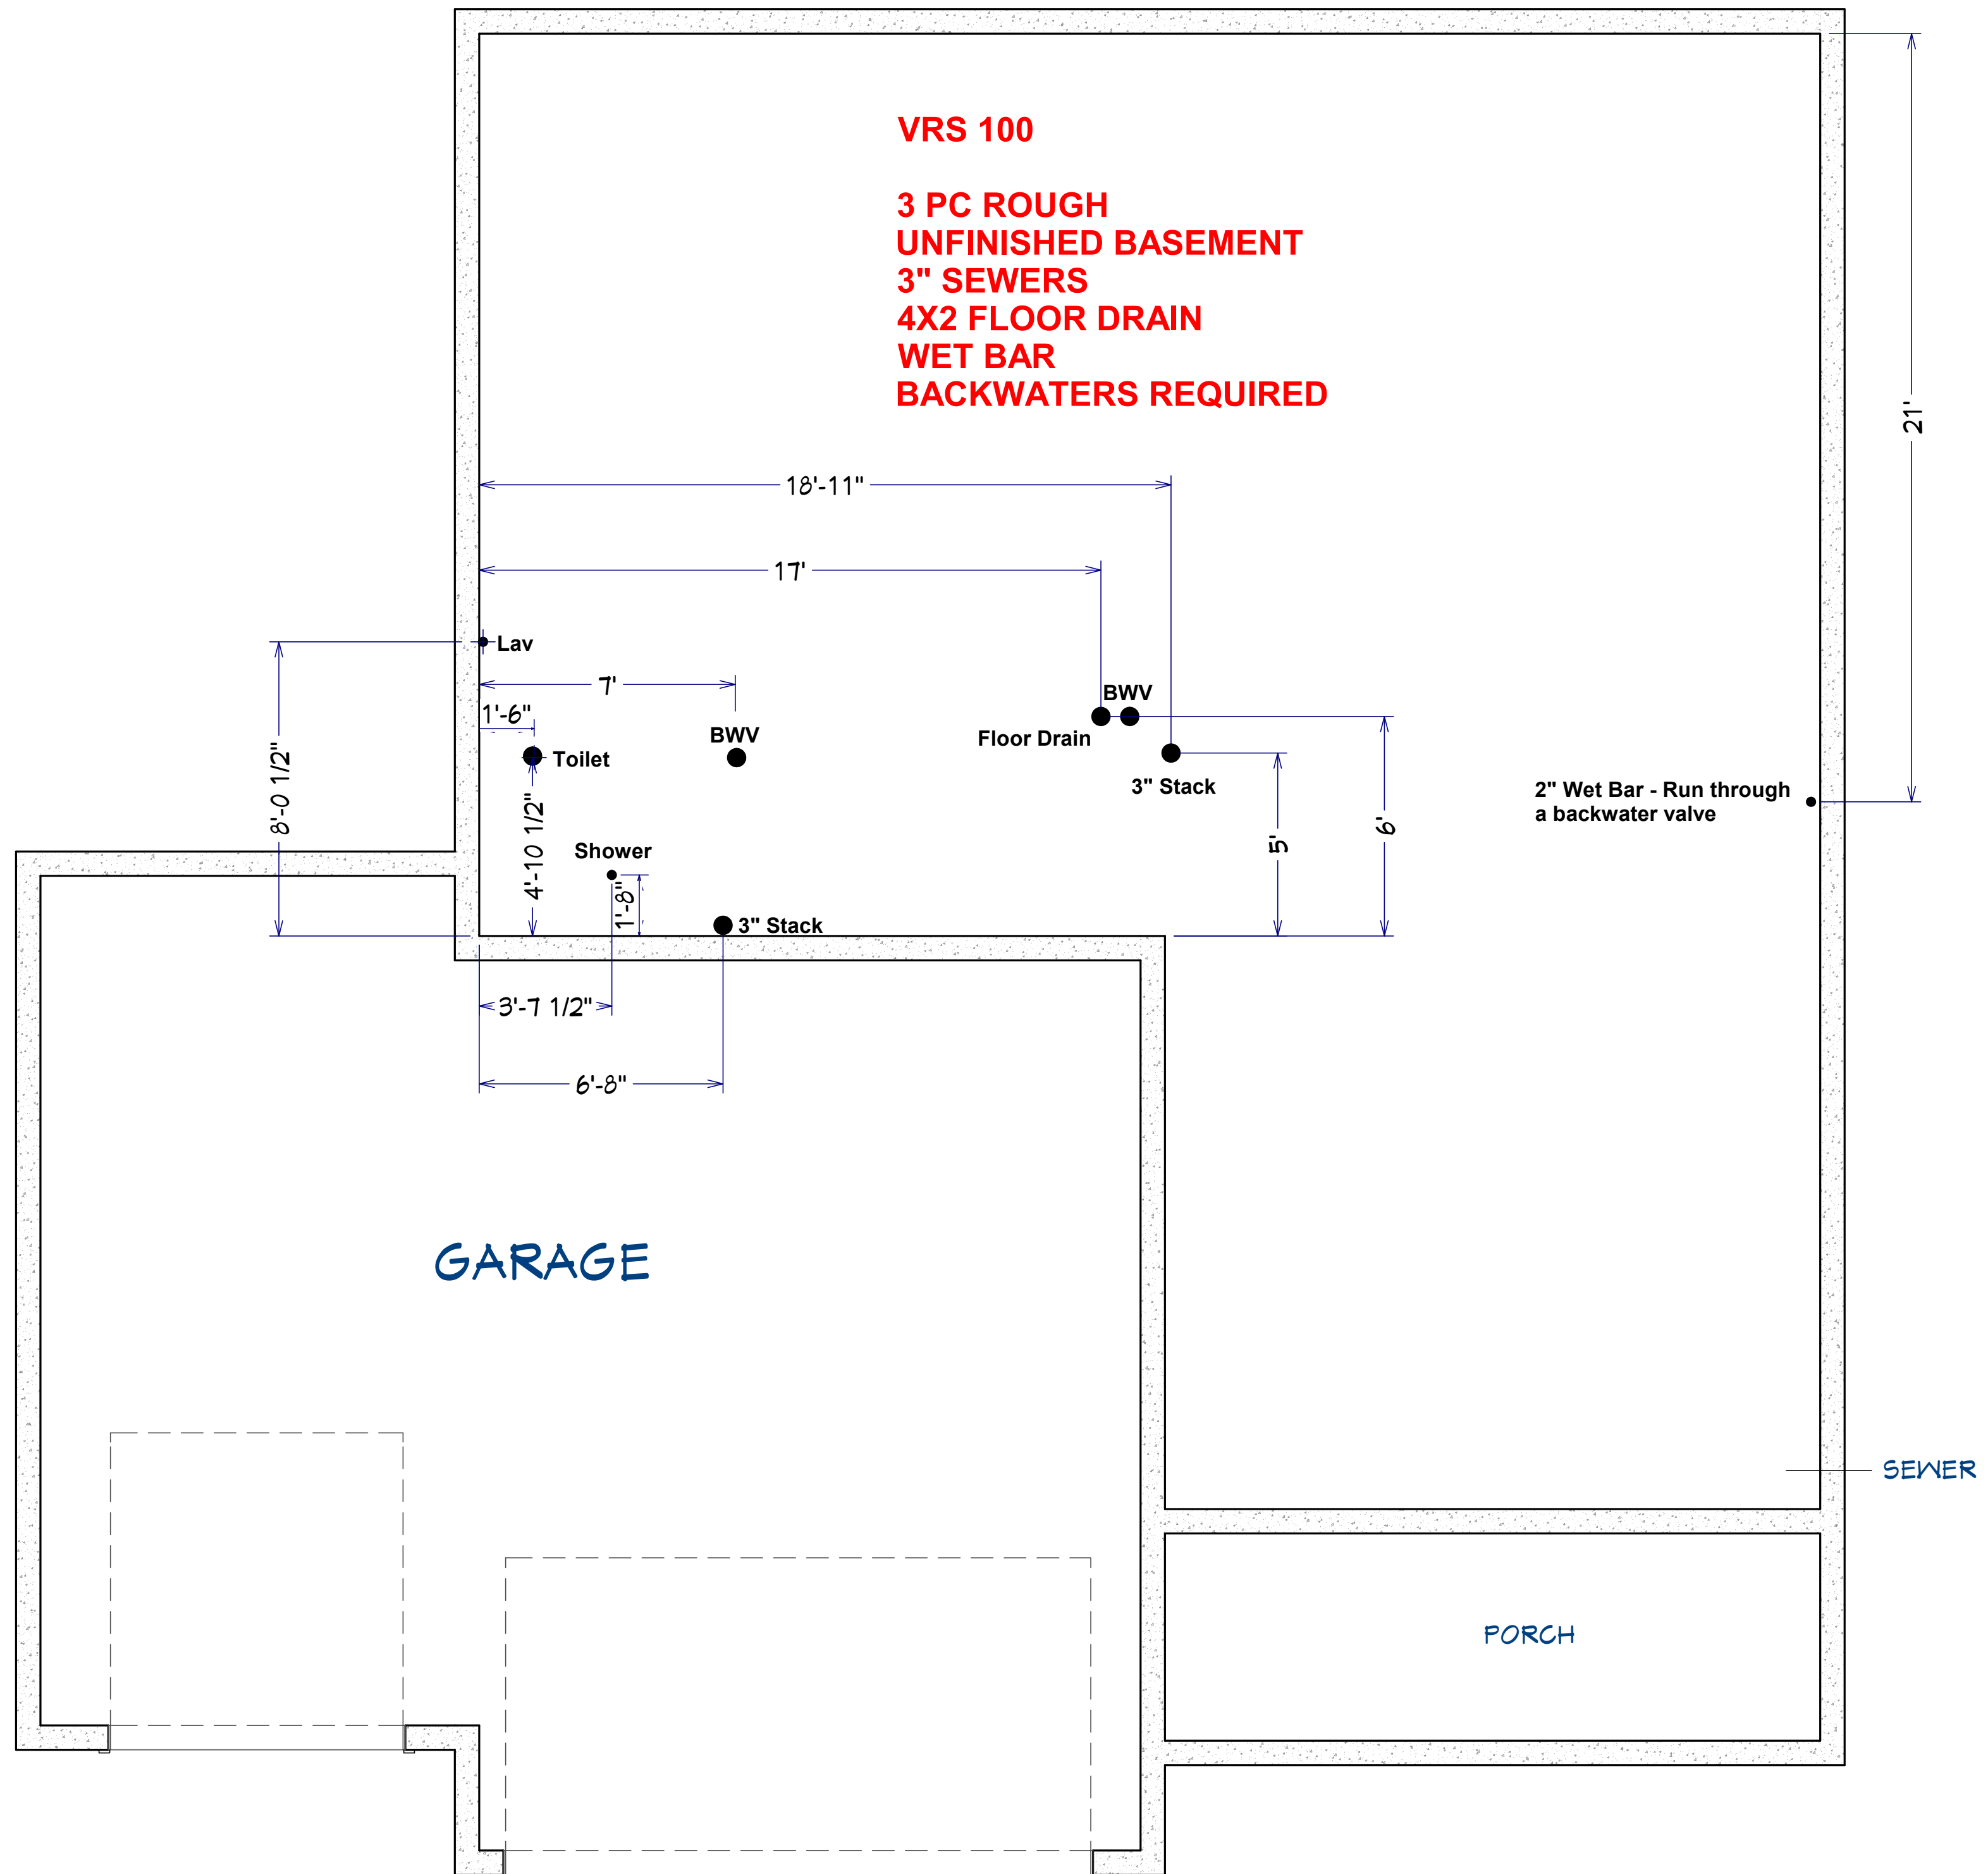 VRS 100
3 PC ROUGH
UNFINISHED BASEMENT
3" SEWERS
4X2 FLOOR DRAIN
WET BAR
BACKWATERS REQUIRED
21'
18'-11"
17'
Lav
7'
1'-6"
BWV
BWV
Floor Drain
Toilet
3" Stack
8'-0 1/2"
4'-10 1/2"
5'
6'
2" Wet Bar - Run through
a backwater valve
Shower
1'-8"
3" Stack
3'-7 1/2"
6'-8"
GARAGE
SEWER
PORCH